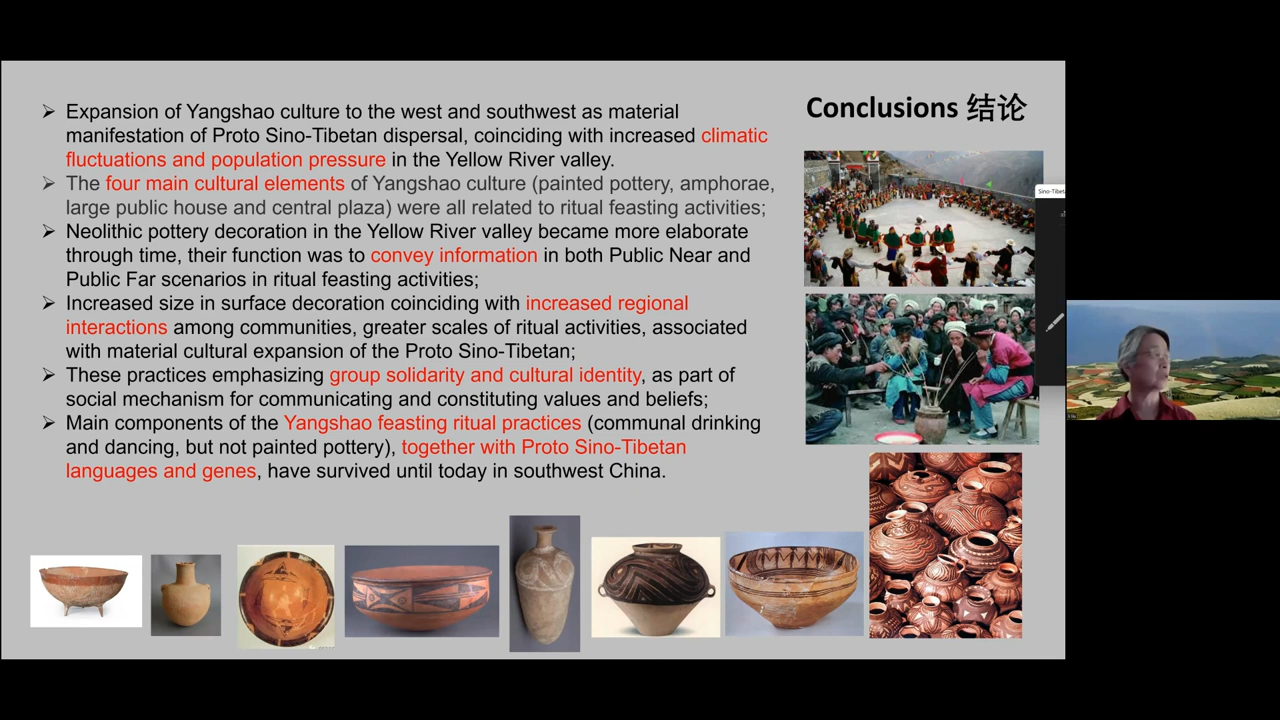 Conclusions 结论
➢ Expansion of Yangshao culture to the west and southwest as material
manifestation of Proto Sino-Tibetan dispersal, coinciding with increased climatic
fluctuations and population pressure in the Yellow River valley.
➢ The four main cultural elements of Yangshao culture (painted pottery, amphorae,
large public house and central plaza) were all related to ritual feasting activities;
➢ Neolithic pottery decoration in the Yellow River valley became more elaborate
through time, their function was to convey information in both Public Near and
Public Far scenarios in ritual feasting activities;
➢ Increased size in surface decoration coinciding with increased regional
interactions among communities, greater scales of ritual activities, associated
with material cultural expansion of the Proto Sino-Tibetan;
➢ These practices emphasizing group solidarity and cultural identity, as part of
social mechanism for communicating and constituting values and beliefs;
➢ Main components of the Yangshao feasting ritual practices (communal drinking
and dancing, but not painted pottery), together with Proto Sino-Tibetan
languages and genes, have survived until today in southwest China.